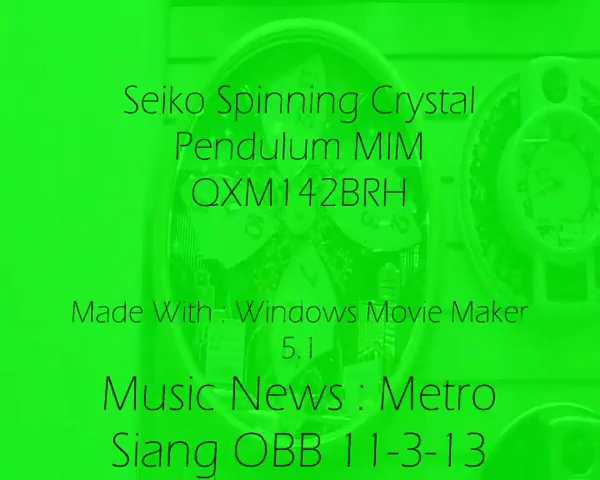 Seiko Spinning Crystal
Pendulum MIM
QXM142BRH
Made With : Windows Movie Maker
5.1
Music News : Metro
Siang OBB 11-3-13